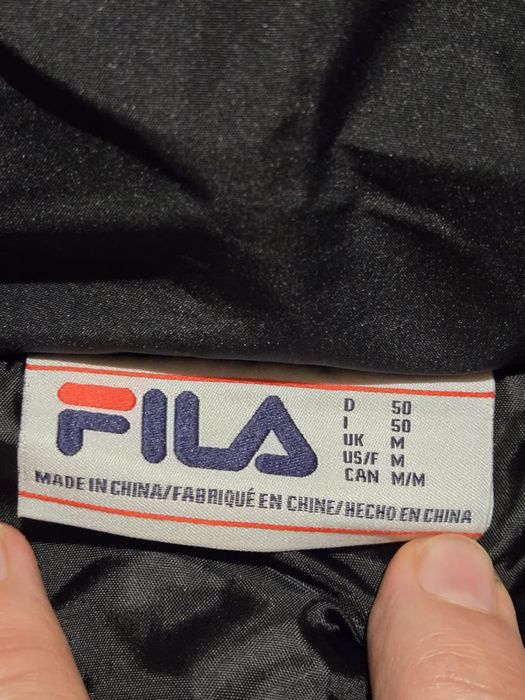 FILA
D 50
I 50
UK M
US/F M
CAN M/M
MADE IN CHINA/FABRIQUÉ EN CHINE/HECHO EN CHINA